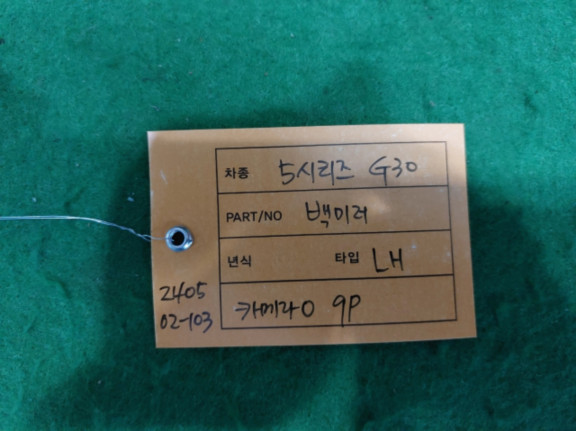 차종 5시리즈 G30
PART/NO 백미러
년식 타입 LH
카메라O 9P
2405
02-103